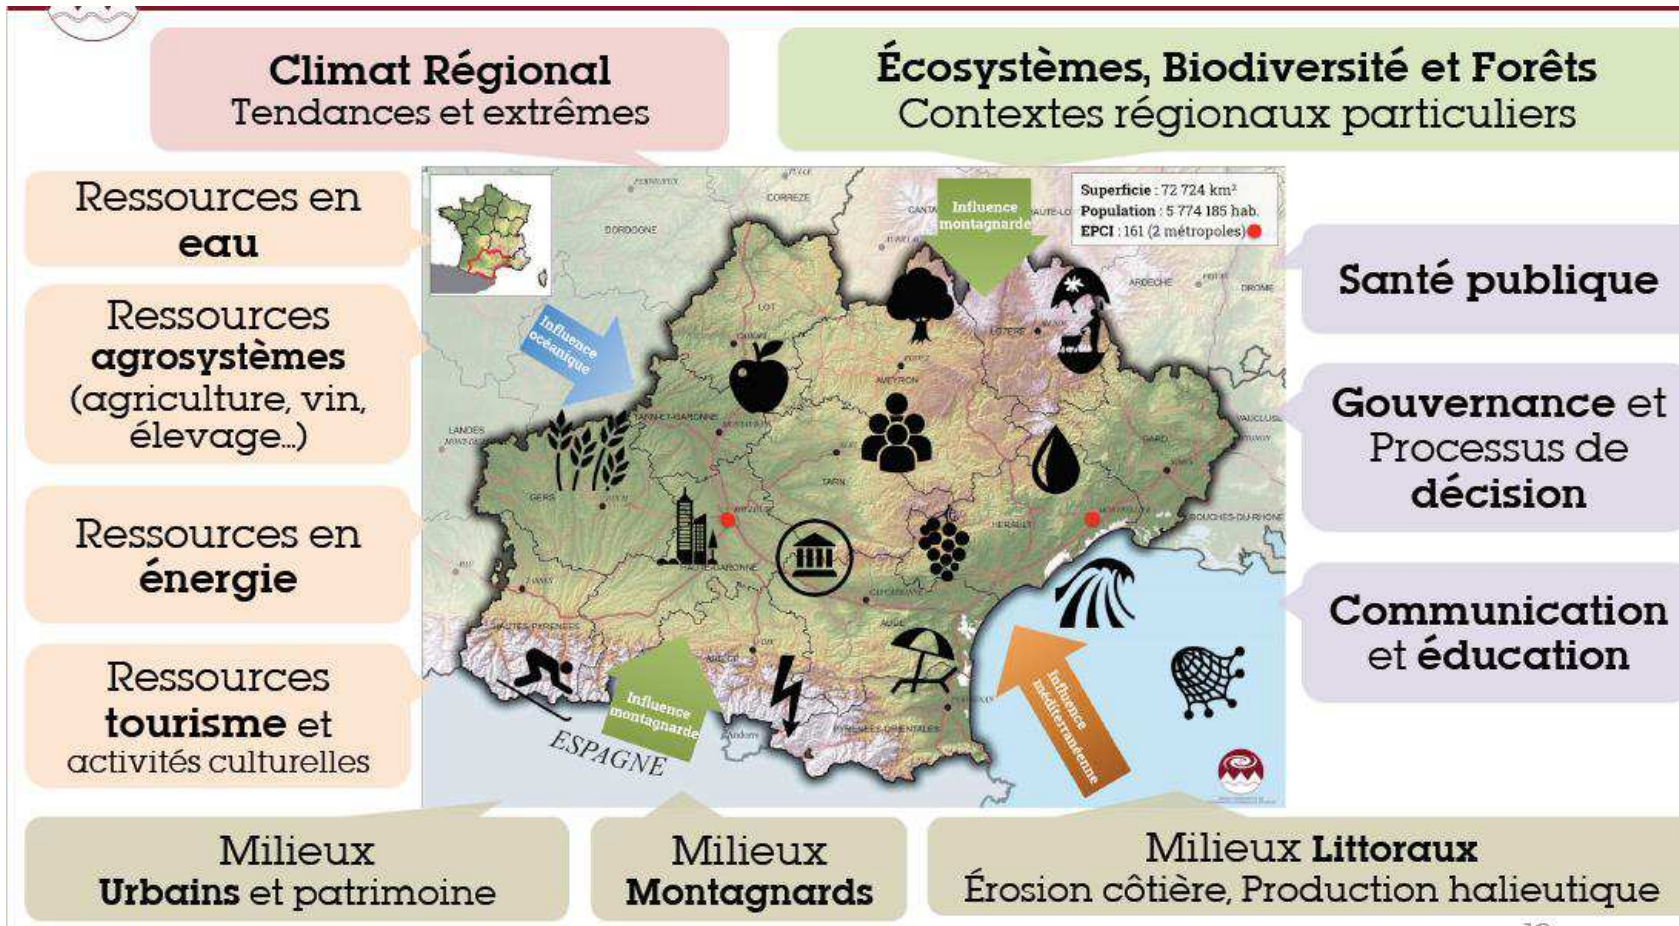 Climat Régional
Tendances et extrêmes
Écosystèmes, Biodiversité et Forêts
Contextes régionaux particuliers
Ressources en
eau
Ressources
agrosystèmes
(agriculture, vin,
élevage...)
Ressources en
énergie
Ressources
tourisme et
activités culturelles
Superficie : 72 724 km²
Population : 5 774 185 hab.
EPCI : 161 (2 métropoles)
Influence
montagnarde
Influence
océanique
CORREZE
DORDOGNE
CANTA
HAUTE-LO
ARDECHE
DROME
LOT
LOZERE
AVEYRON
TARN-ET-GARONNE
LANDES
GARD
VAUCLUSE
GERS
TARN
HERAULT
BOUCHES-DU-RHONE
HAUTE-GARONNE
AUDE
HAUTES-PYRENEES
ARIEGE
PYRENEES-ORIENTALES
Influence
montagnarde
Influence
méditerranéenne
Andorre
ESPAGNE
Santé publique
Gouvernance et
Processus de
décision
Communication
et éducation
Milieux
Urbains et patrimoine
Milieux
Montagnards
Milieux Littoraux
Érosion côtière, Production halieutique